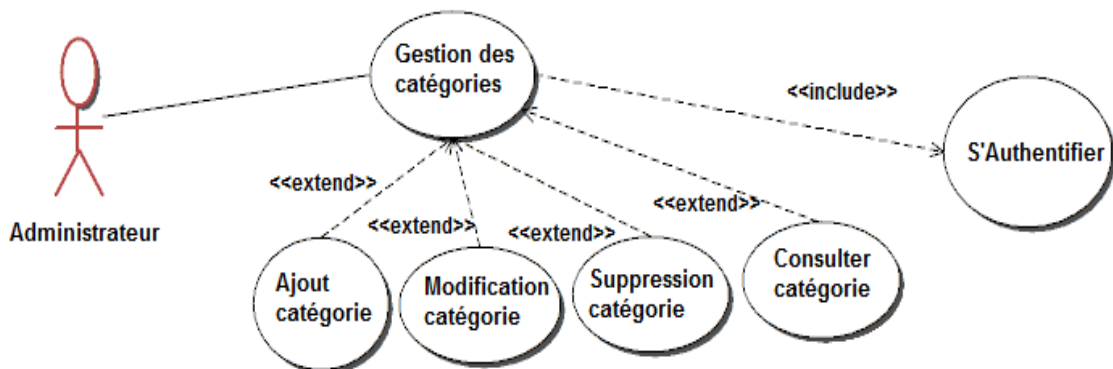 Gestion des
catégories
<<include>>
S'Authentifier
Administrateur
<<extend>>
<<extend>>
<<extend>>
<<extend>>
Ajout
catégorie
Modification
catégorie
Suppression
catégorie
Consulter
catégorie